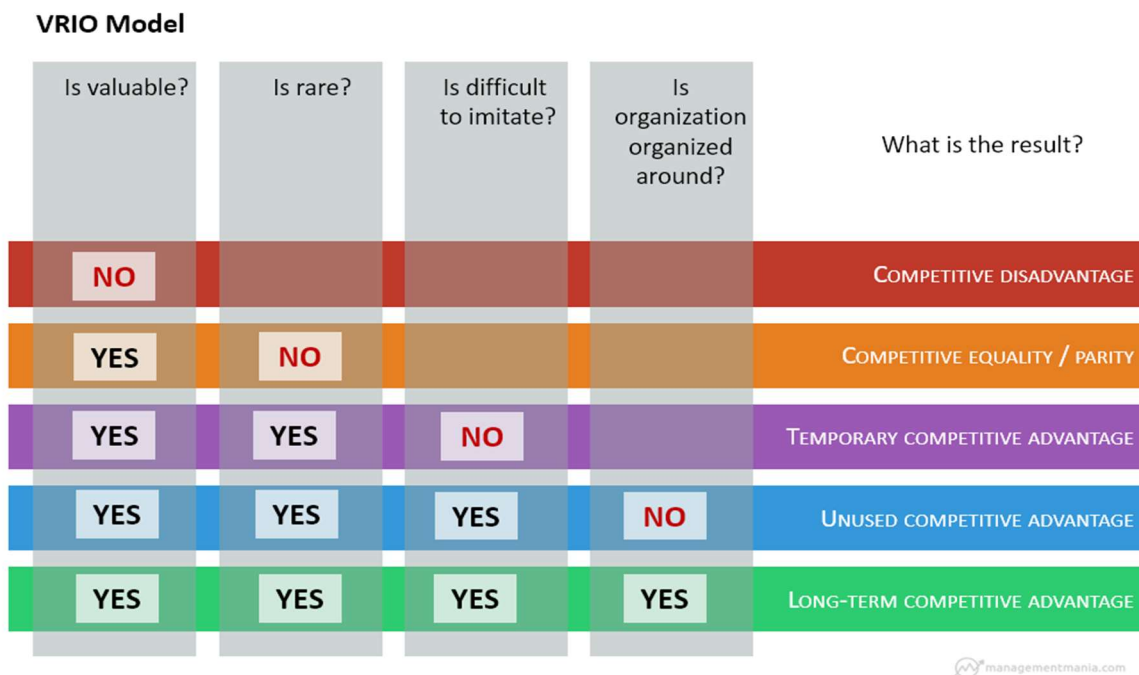 VRIO Model
Is valuable?
Is rare?
Is difficult
to imitate?
Is
organization
organized
around?
What is the result?
NO
COMPETITIVE DISADVANTAGE
YES
NO
COMPETITIVE EQUALITY / PARITY
YES
YES
NO
TEMPORARY COMPETITIVE ADVANTAGE
YES
YES
YES
NO
UNUSED COMPETITIVE ADVANTAGE
YES
YES
YES
YES
LONG-TERM COMPETITIVE ADVANTAGE
managementmania.com